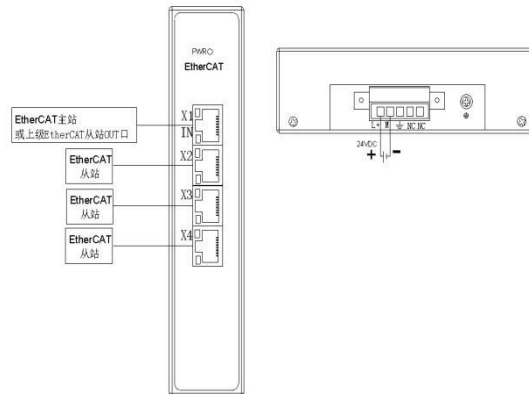 PWRO
EtherCAT
EtherCAT主站
或上级EtherCAT从站OUT口
X1
IN
EtherCAT
从站
X2
EtherCAT
从站
X3
EtherCAT
从站
X4
L+ M NC NC
24VDC
+ -